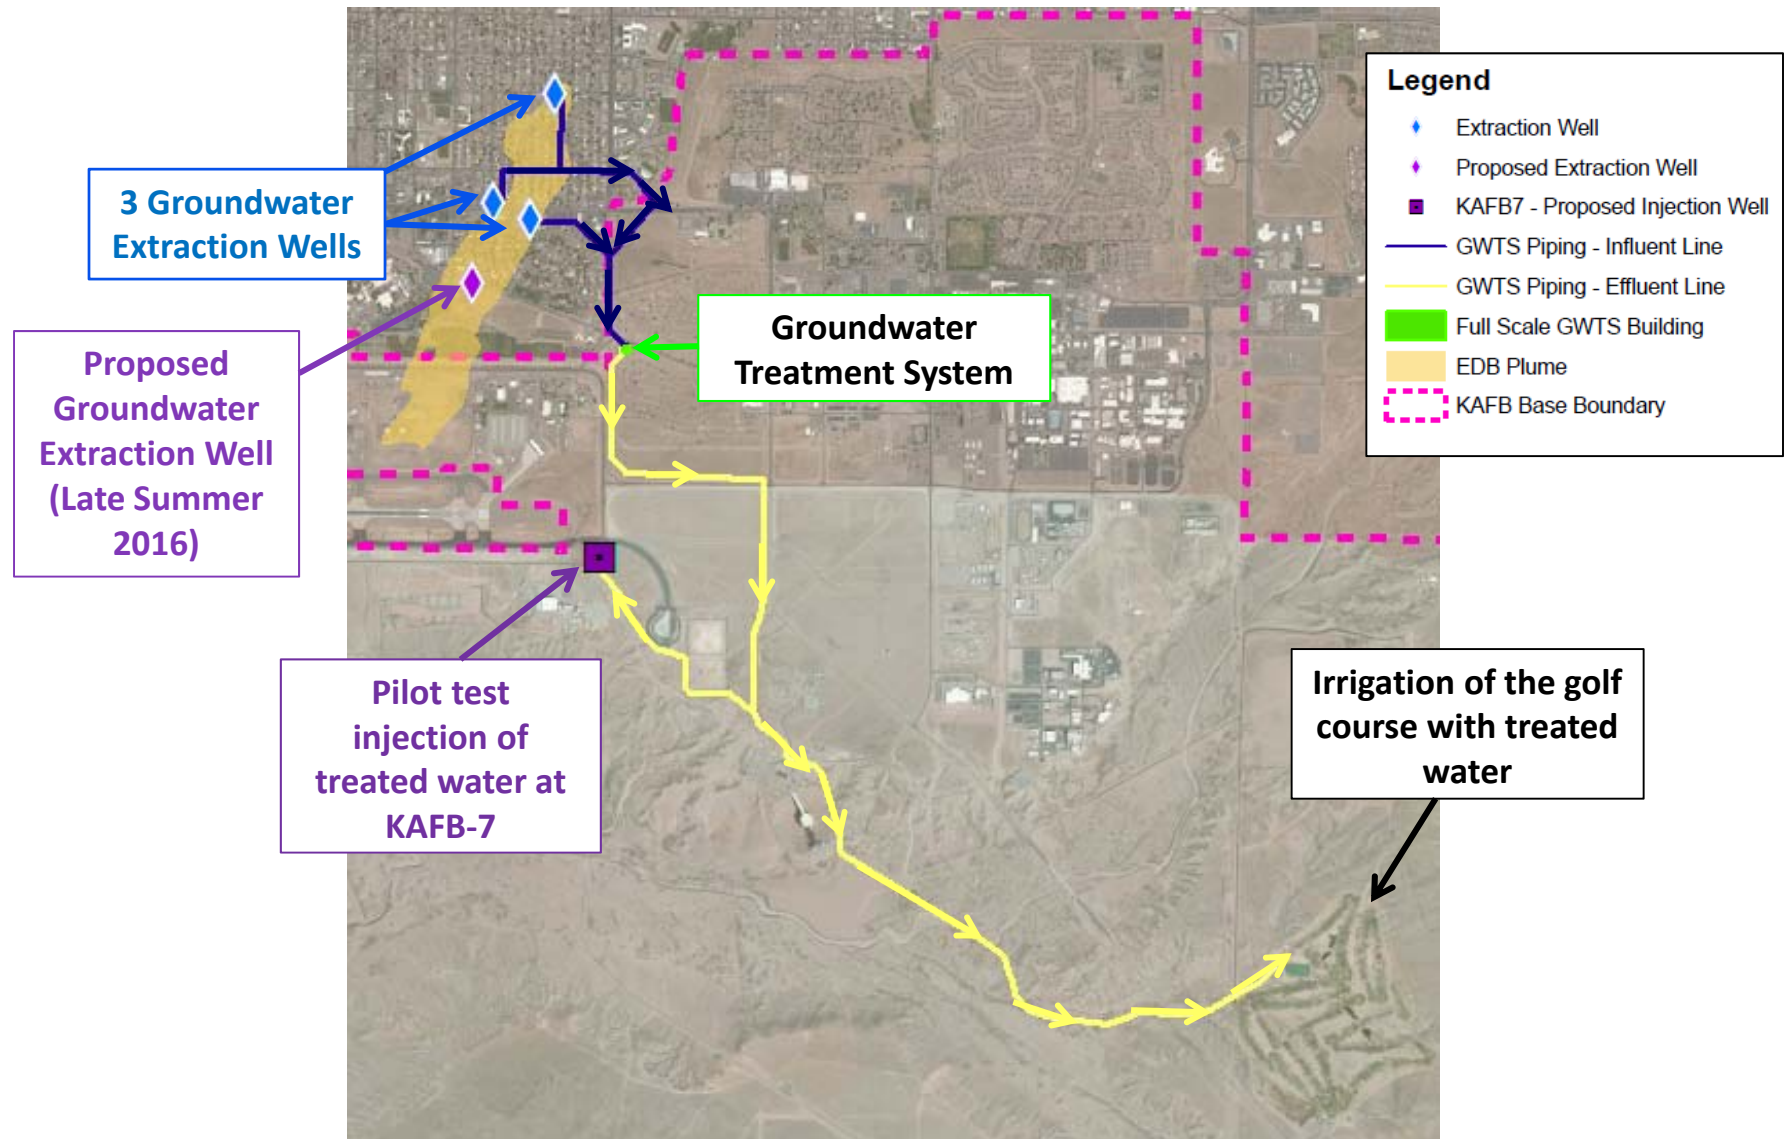 Legend
Extraction Well
Proposed Extraction Well
KAFB7 - Proposed Injection Well
GWTS Piping - Influent Line
GWTS Piping - Effluent Line
Full Scale GWTS Building
EDB Plume
KAFB Base Boundary
3 Groundwater
Extraction Wells
Proposed
Groundwater
Extraction Well
(Late Summer
2016)
Groundwater
Treatment System
Pilot test
injection of
treated water at
KAFB-7
Irrigation of the golf
course with treated
water